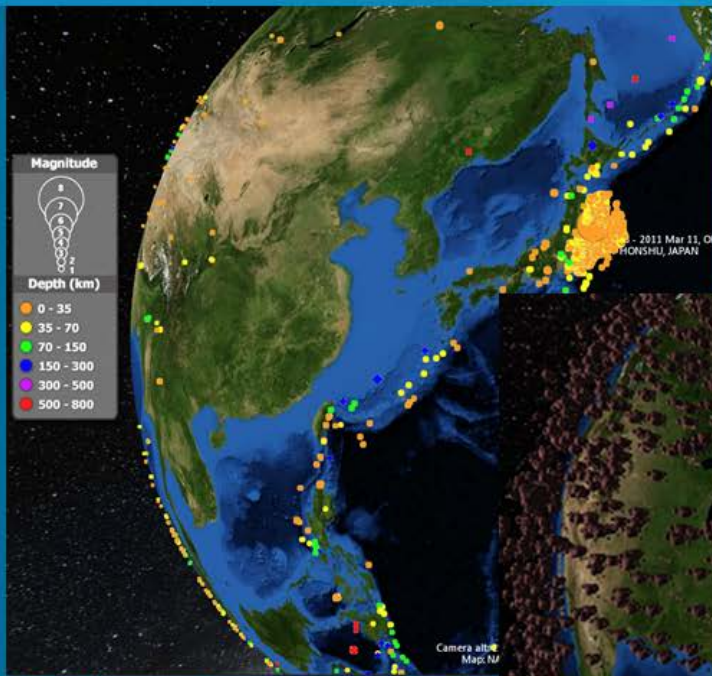 Magnitude
8
7
6
5
4
3
2
1
Depth (km)
0 - 35
35 - 70
70 - 150
150 - 300
300 - 500
500 - 800
- 2011 Mar 11,
HONSHU, JAPAN
Camera alt:
Map: